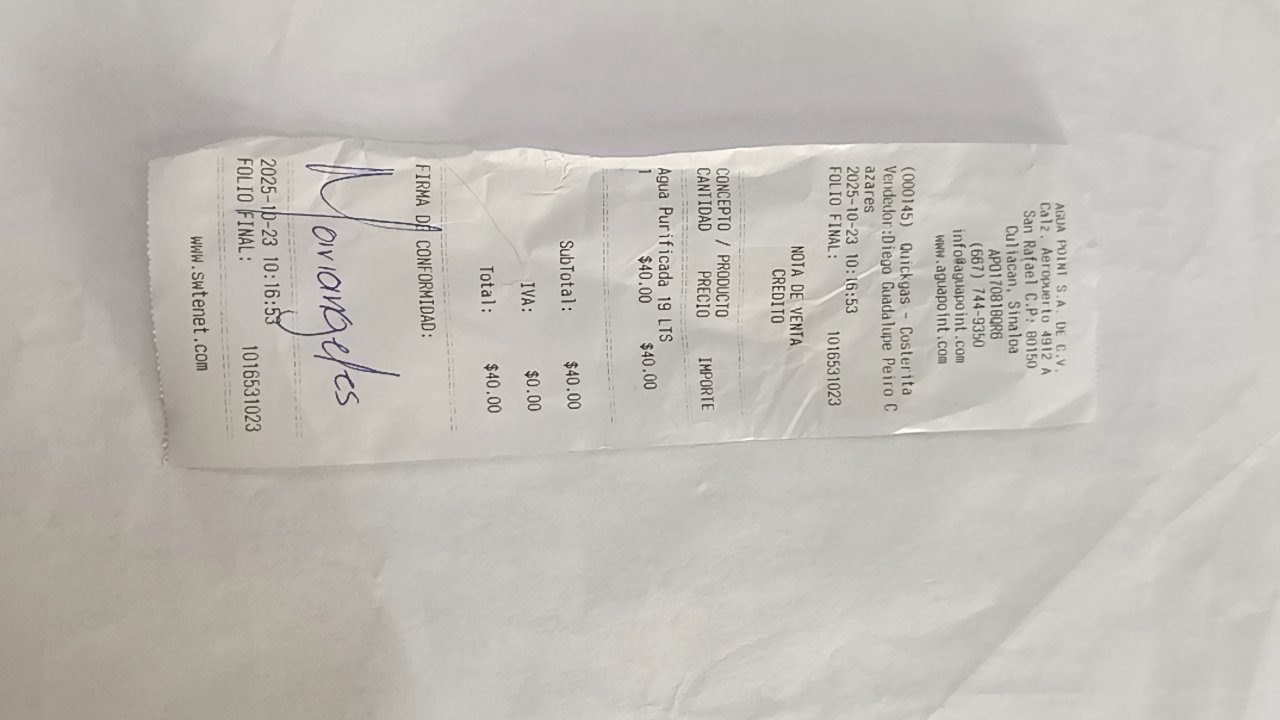 AGUA POINT S.A. DE C.V.
Calz. Aeropuerto 4912 A
San Rafael C.P: 80150
Culiacan, Sinaloa
APO170818QR6
(667) 744-9350
info@aguapoint.com
www.aguapoint.com
(000145) Quickgas - Costerita
Vendedor:Diego Guadalupe Peiro C
azares
2025-10-23 10:16:53
FOLIO FINAL: 1016531023
NOTA DE VENTA
CREDITO
CONCEPTO / PRODUCTO
CANTIDAD PRECIO IMPORTE
Agua Purificada 19 LTS
1 $40.00 $40.00
SubTotal: $40.00
IVA: $0.00
Total: $40.00
FIRMA DE CONFORMIDAD:
Mariangeles
2025-10-23 10:16:53
FOLIO FINAL: 1016531023
www.swtenet.com